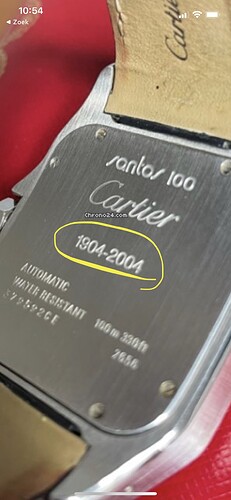 10:54
Zoek
Cartier
santos 100
Cartier
Chrono24.com
1904-2004
AUTOMATIC
WATER RESISTANT 100m 330ft
2656